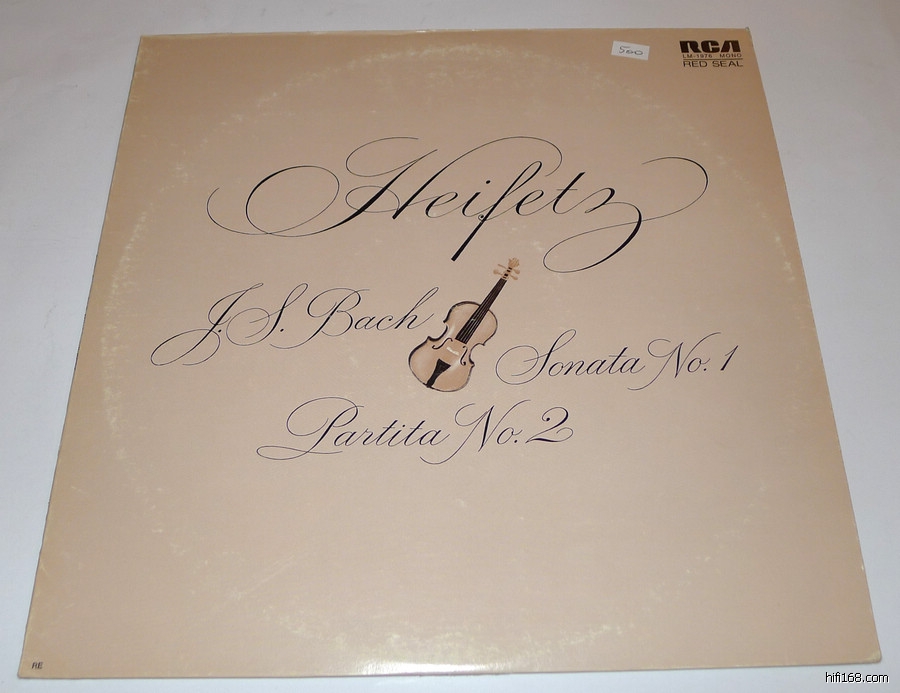 500
RCA
LM-1976 MONO
RED SEAL
Heifetz
J.S. Bach
Sonata No. 1
Partita No. 2
RE
hifi168.com